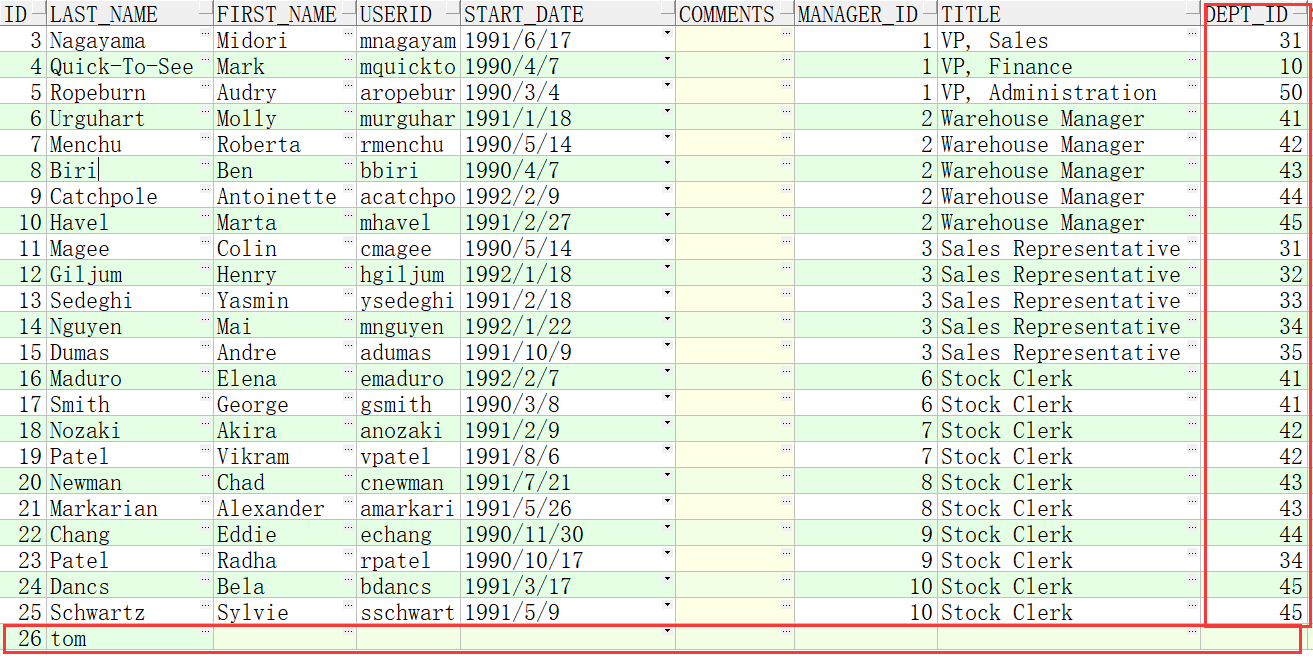 ID LAST_NAME FIRST_NAME USERID START_DATE COMMENTS MANAGER_ID TITLE DEPT_ID
3 Nagayama Midori mnagayam 1991/6/17 1 VP, Sales 31
4 Quick-To-See Mark mquickto 1990/4/7 1 VP, Finance 10
5 Ropeburn Audry aropebur 1990/3/4 1 VP, Administration 50
6 Urguhart Molly murguhar 1991/1/18 2 Warehouse Manager 41
7 Menchu Roberta rmenchu 1990/5/14 2 Warehouse Manager 42
8 Biri Ben bbiri 1990/4/7 2 Warehouse Manager 43
9 Catchpole Antoinette acatchpo 1992/2/9 2 Warehouse Manager 44
10 Havel Marta mhavel 1991/2/27 2 Warehouse Manager 45
11 Magee Colin cmagee 1990/5/14 3 Sales Representative 31
12 Giljum Henry hgiljum 1992/1/18 3 Sales Representative 32
13 Sedeghi Yasmin ysedeghi 1991/2/18 3 Sales Representative 33
14 Nguyen Mai mnguyen 1992/1/22 3 Sales Representative 34
15 Dumas Andre adumas 1991/10/9 3 Sales Representative 35
16 Maduro Elena emaduro 1992/2/7 6 Stock Clerk 41
17 Smith George gsmith 1990/3/8 6 Stock Clerk 41
18 Nozaki Akira anozaki 1991/2/9 7 Stock Clerk 42
19 Patel Vikram vpatel 1991/8/6 7 Stock Clerk 42
20 Newman Chad cnewman 1991/7/21 8 Stock Clerk 43
21 Markarian Alexander amarkari 1991/5/26 8 Stock Clerk 43
22 Chang Eddie echang 1990/11/30 9 Stock Clerk 44
23 Patel Radha rpatel 1990/10/17 9 Stock Clerk 34
24 Dancs Bela bdancs 1991/3/17 10 Stock Clerk 45
25 Schwartz Sylvie sschwart 1991/5/9 10 Stock Clerk 45
26 tom